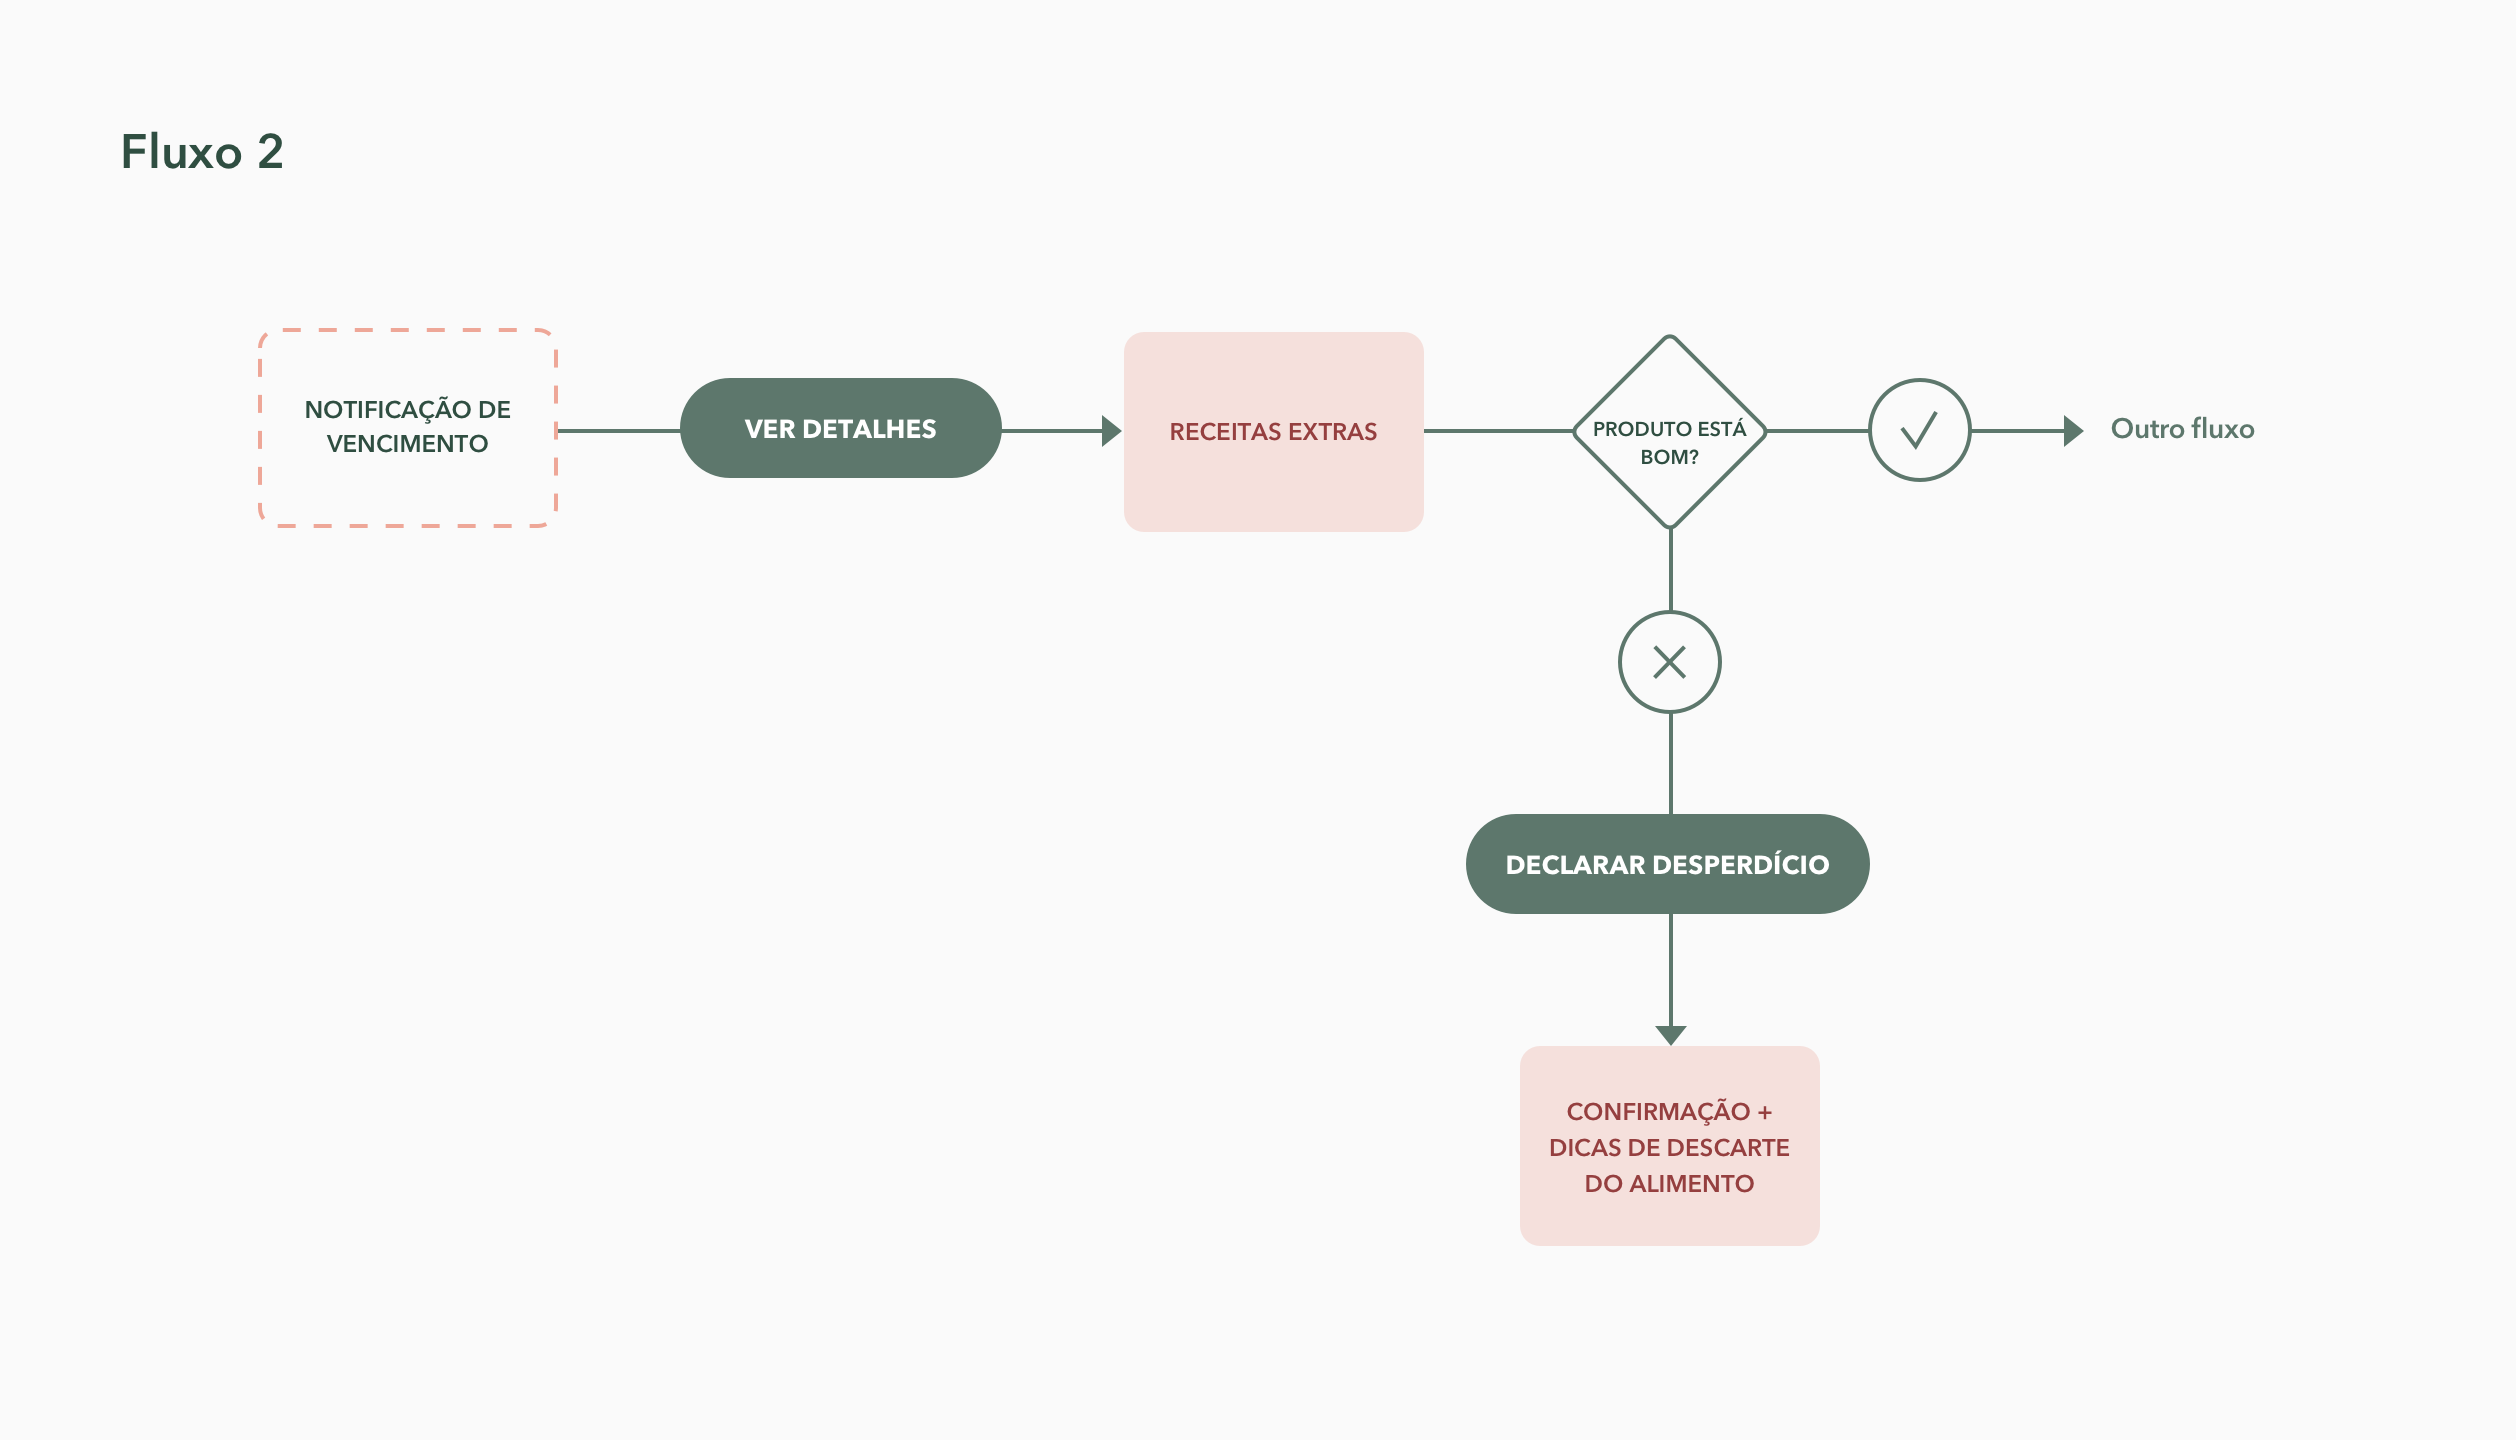 Fluxo 2
NOTIFICAÇÃO DE
VENCIMENTO
VER DETALHES
RECEITAS EXTRAS
PRODUTO ESTÁ
BOM?
Outro fluxo
DECLARAR DESPERDÍCIO
CONFIRMAÇÃO +
DICAS DE DESCARTE
DO ALIMENTO